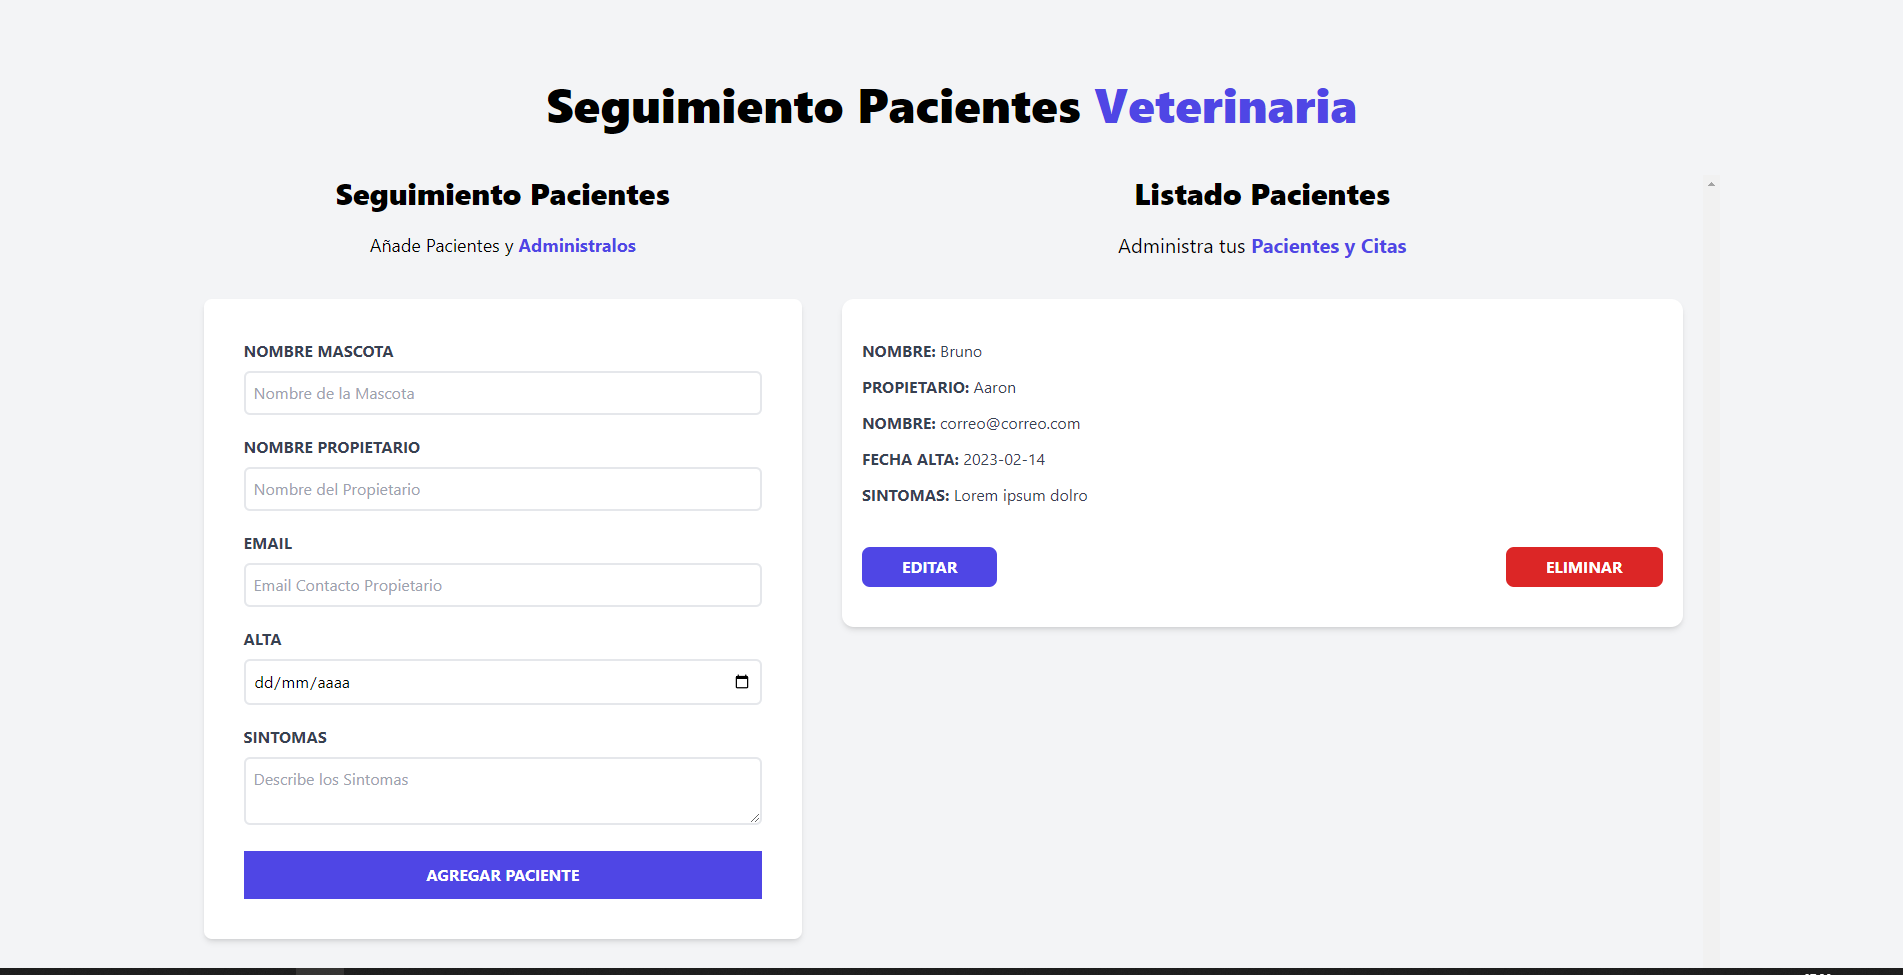 Seguimiento Pacientes Veterinaria
Seguimiento Pacientes
Añade Pacientes y Administralos
NOMBRE MASCOTA
Nombre de la Mascota
NOMBRE PROPIETARIO
Nombre del Propietario
EMAIL
Email Contacto Propietario
ALTA
dd/mm/aaaa
SINTOMAS
Describe los Sintomas
AGREGAR PACIENTE
Listado Pacientes
Administra tus Pacientes y Citas
NOMBRE: Bruno
PROPIETARIO: Aaron
NOMBRE: correo@correo.com
FECHA ALTA: 2023-02-14
SINTOMAS: Lorem ipsum dolro
EDITAR
ELIMINAR